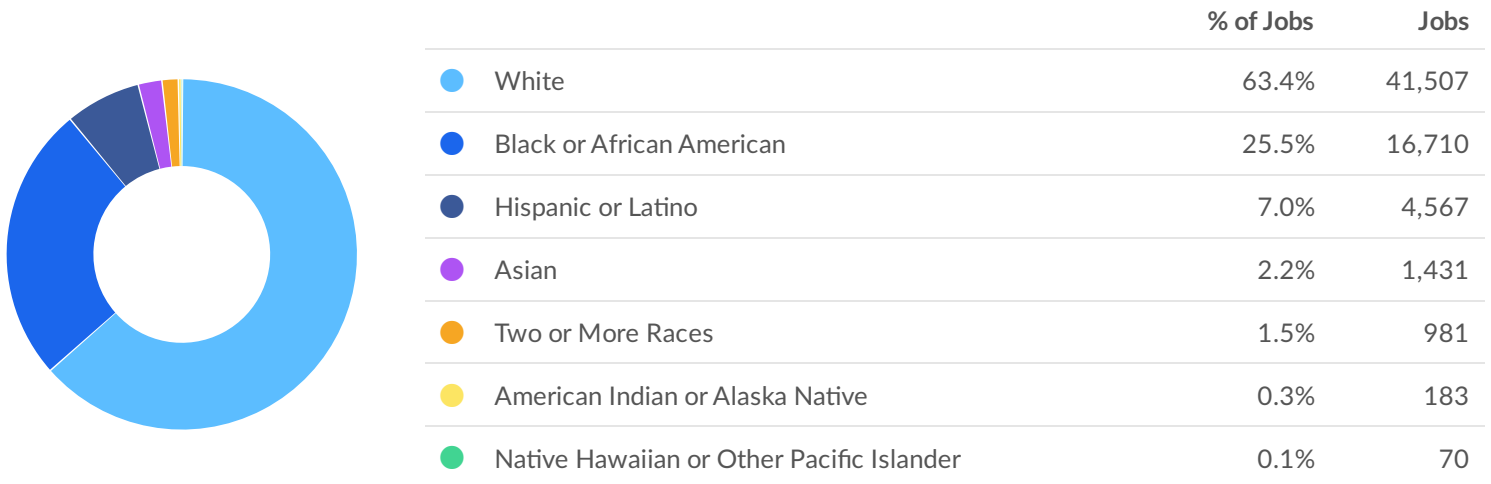 % of Jobs Jobs
White 63.4% 41,507
Black or African American 25.5% 16,710
Hispanic or Latino 7.0% 4,567
Asian 2.2% 1,431
Two or More Races 1.5% 981
American Indian or Alaska Native 0.3% 183
Native Hawaiian or Other Pacific Islander 0.1% 70